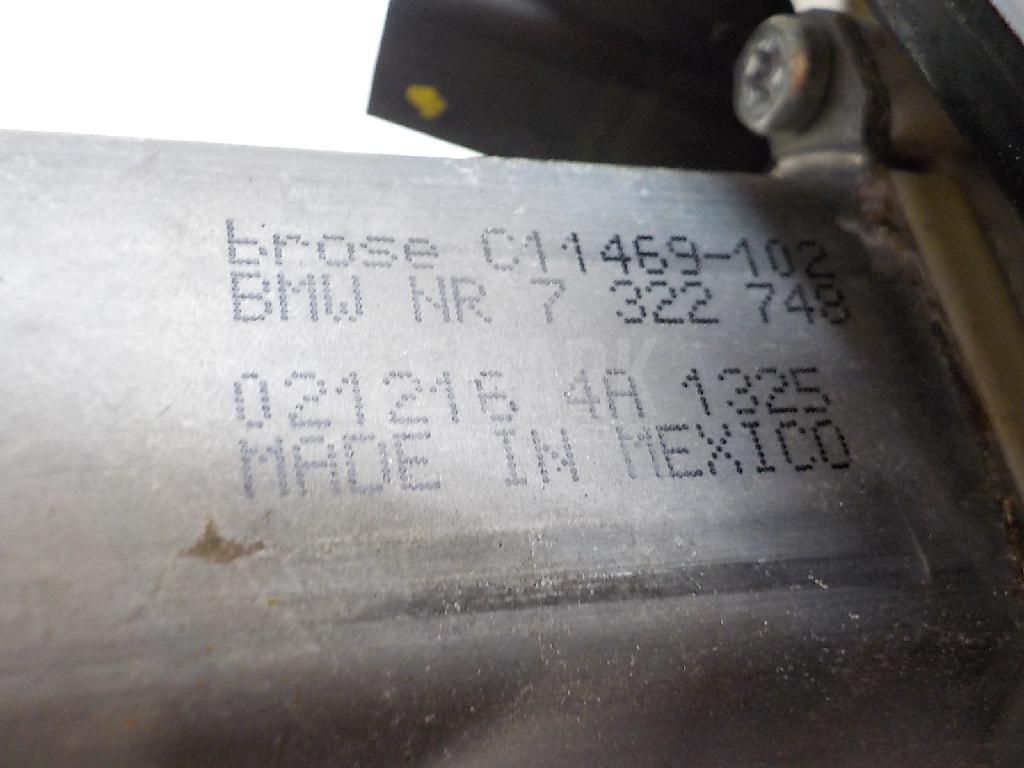 brose C11469-102
BMW NR 7 322 748
021216 4A 1325
MADE IN MEXICO